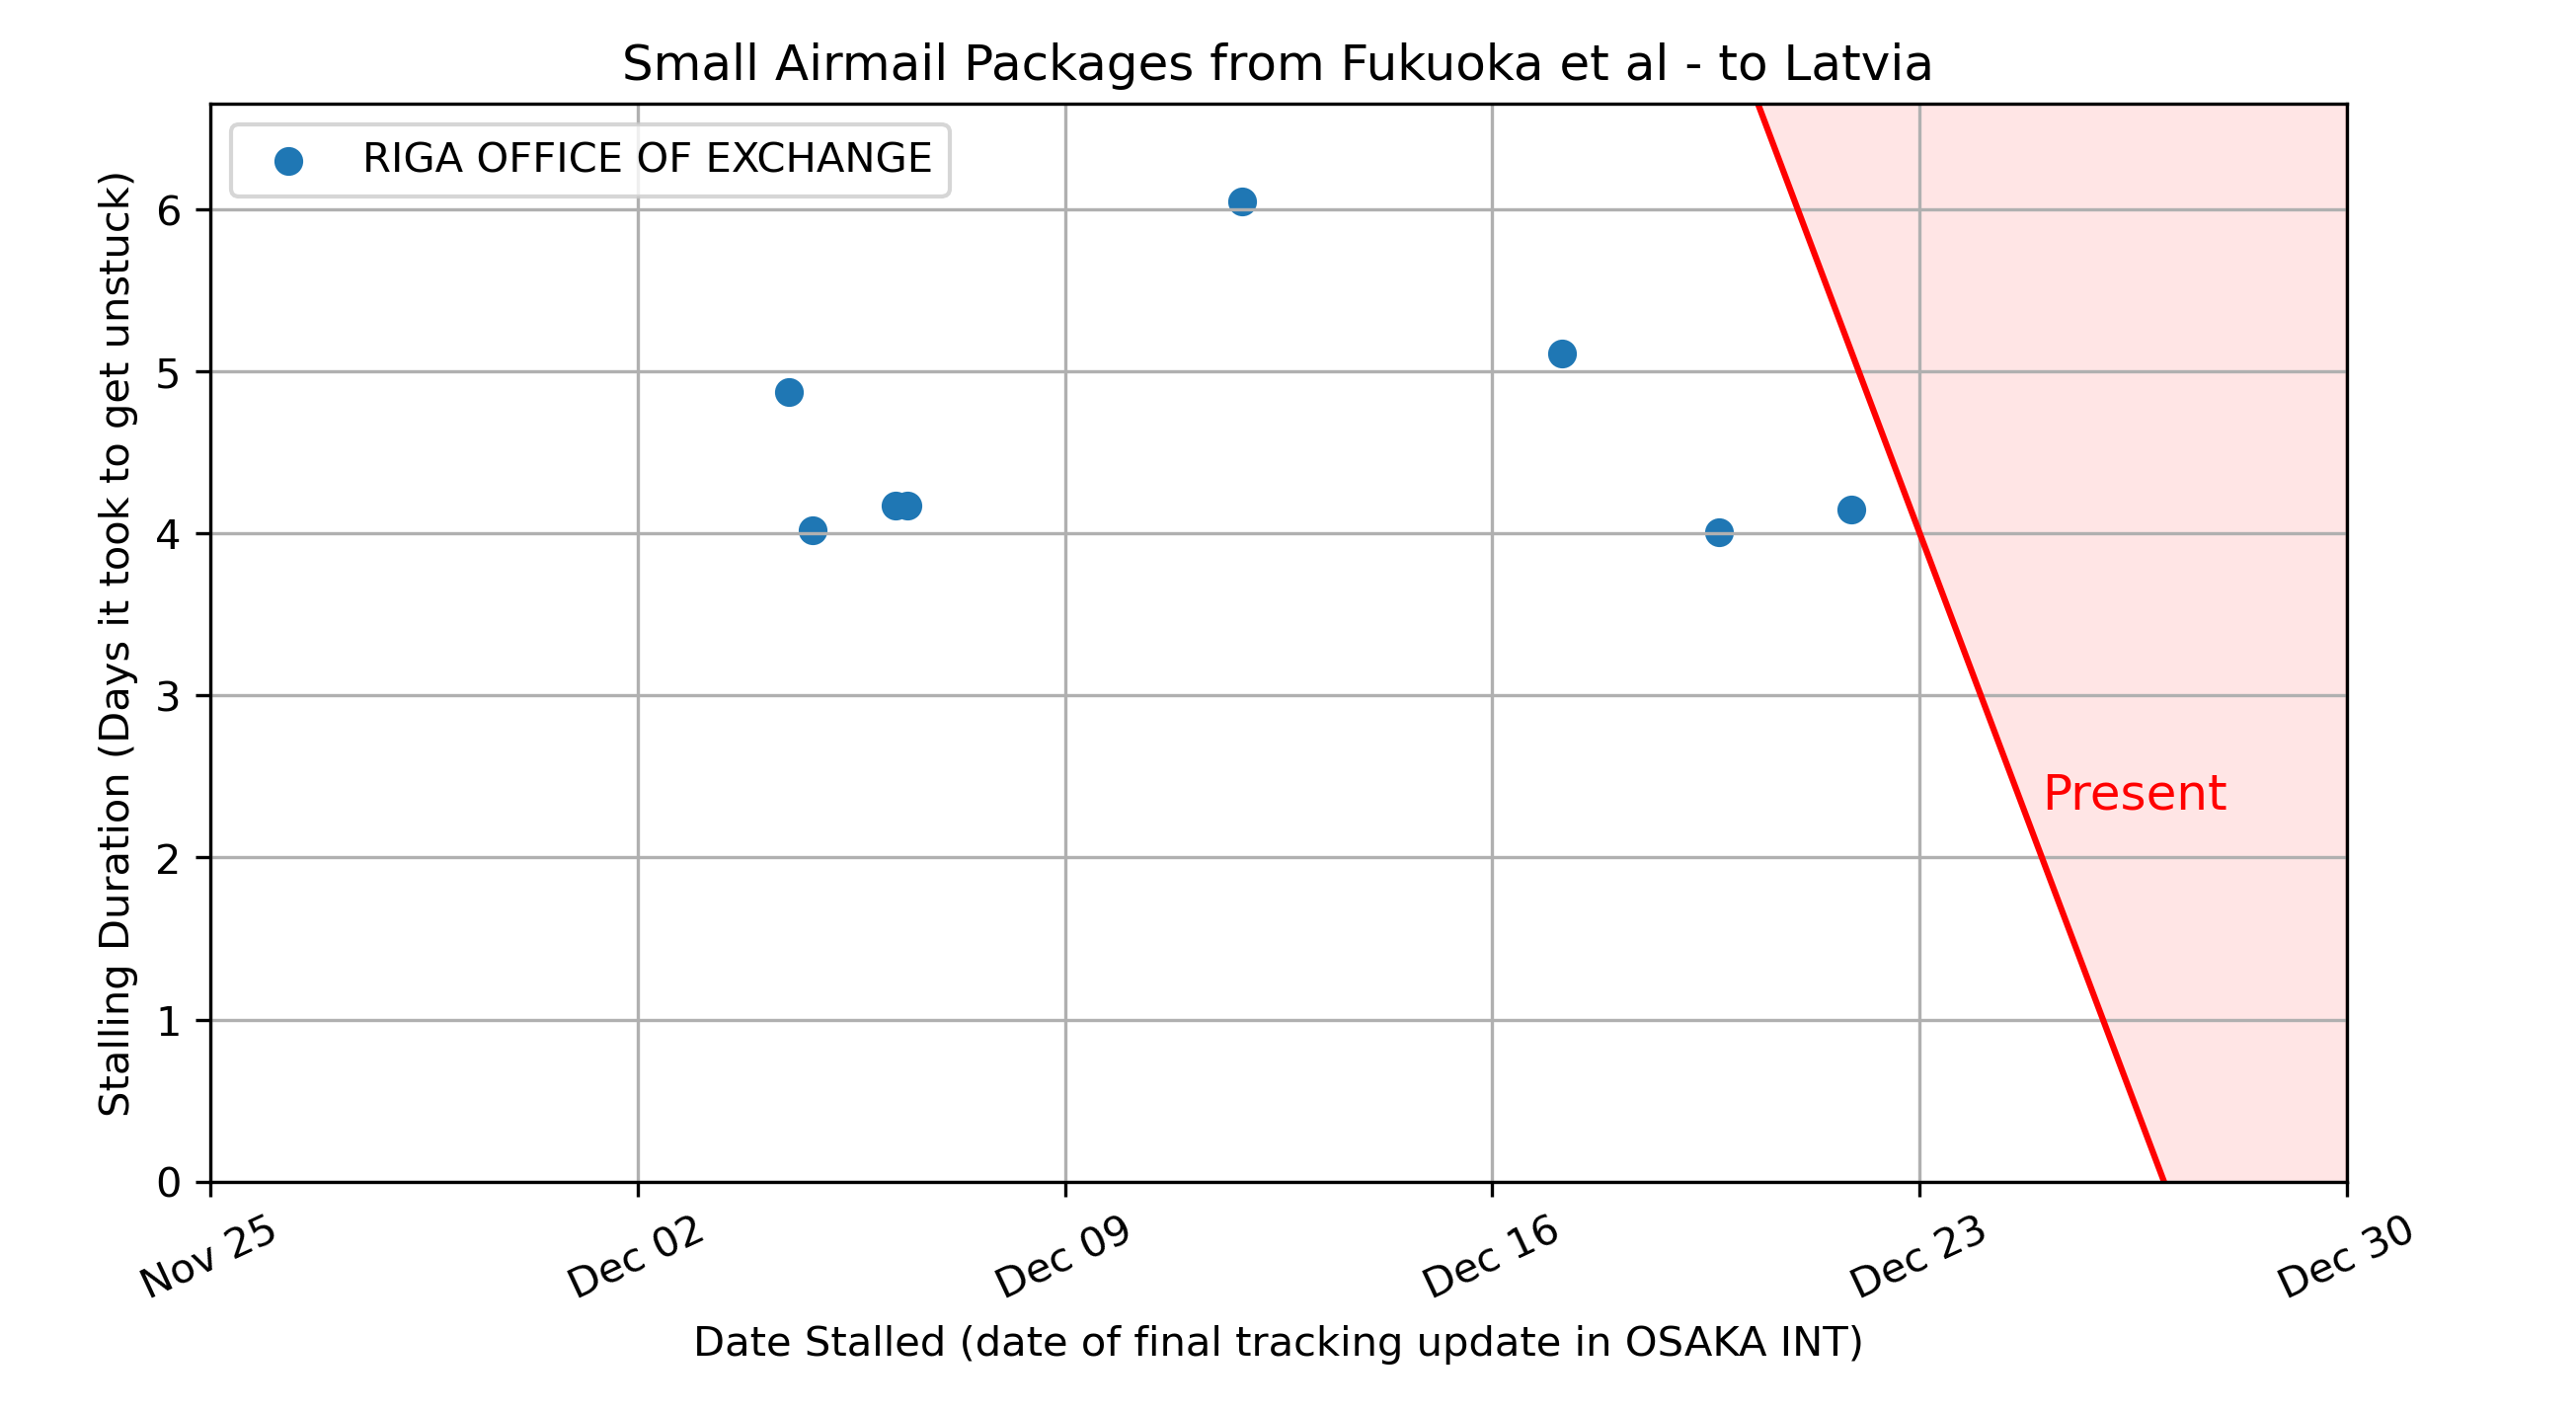 Small Airmail Packages from Fukuoka et al - to Latvia
RIGA OFFICE OF EXCHANGE
Stalling Duration (Days it took to get unstuck)
6
5
4
3
2
1
0
Present
Nov 25
Dec 02
Dec 09
Dec 16
Dec 23
Dec 30
Date Stalled (date of final tracking update in OSAKA INT)